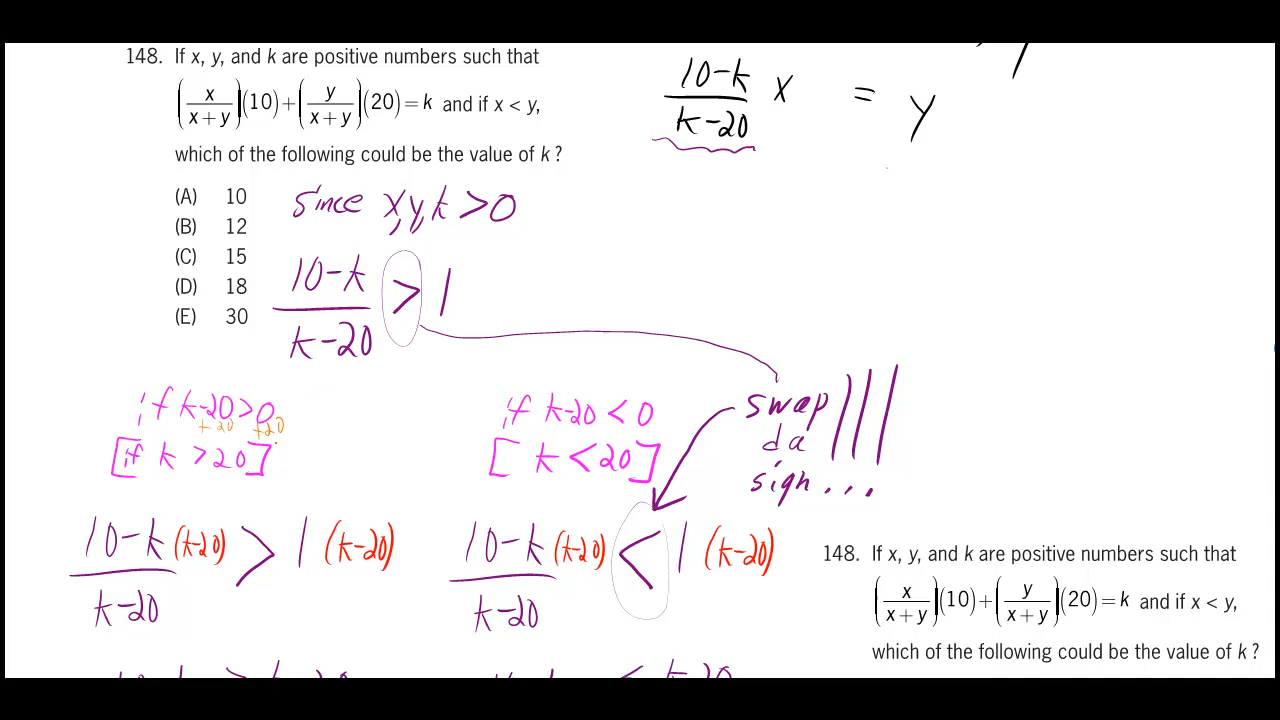 148. If x, y, and k are positive numbers such that
(x/(x+y))(10)+(y/(x+y))(20)=k and if x < y,
which of the following could be the value of k?
(A) 10
(B) 12
(C) 15
(D) 18
(E) 30
10-k/k-20 x = y
since x,y,k >0
10-k/k-20 > 1
if k-20>0
+20 +20
[if k >20]
if k-20 <0
[k <20]
swap
da
sign...
10-k (k-20)/k-20 > 1 (k-20)
10-k (k-20)/k-20 < 1 (k-20)
148. If x, y, and k are positive numbers such that
(x/(x+y))(10)+(y/(x+y))(20)=k and if x < y,
which of the following could be the value of k?